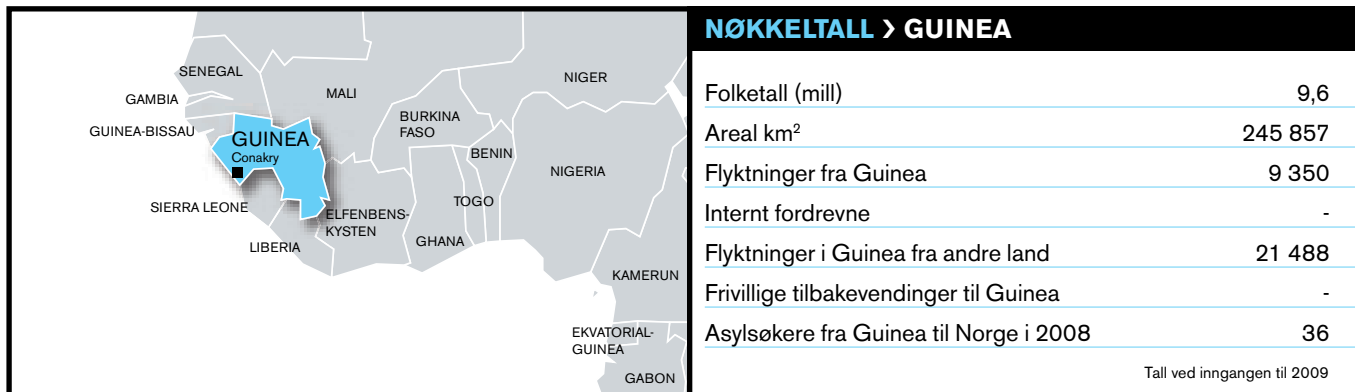 SENEGAL
GAMBIA
GUINEA-BISSAU
MALI
NIGER
BURKINA
FASO
GUINEA
Conakry
BENIN
NIGERIA
SIERRA LEONE
ELFENBENS-
KYSTEN
TOGO
GHANA
LIBERIA
KAMERUN
EKVATORIAL-
GUINEA
GABON
NØKKELTALL › GUINEA
Folketall (mill) 9,6
Areal km² 245 857
Flyktninger fra Guinea 9 350
Internt fordrevne -
Flyktninger i Guinea fra andre land 21 488
Frivillige tilbakevendinger til Guinea -
Asylsøkere fra Guinea til Norge i 2008 36
Tall ved inngangen til 2009